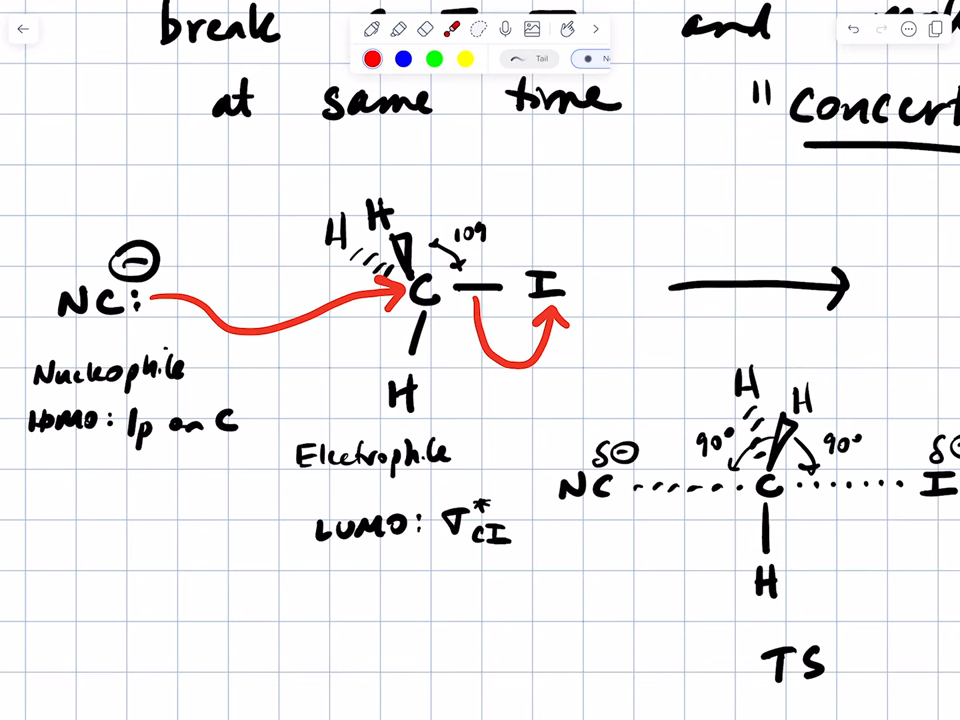 break and
at same time "concert
H H 109
NC: ⊖ C — I
Nucleophile
HOMO: lp on C
H
Electrophile
LUMO: σ*CI
H H
90° 90°
δ⊖ δ⊖
NC C I
H
TS
Tail